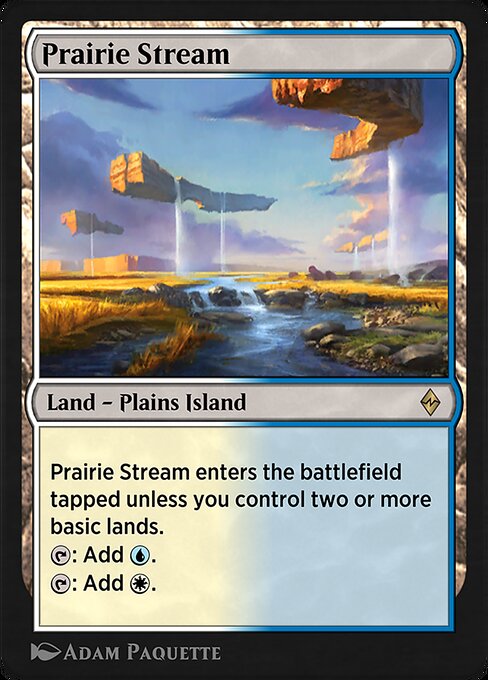 Prairie Stream
Land – Plains Island
Prairie Stream enters the battlefield
tapped unless you control two or more
basic lands.
: Add .
: Add .
Adam Paquette